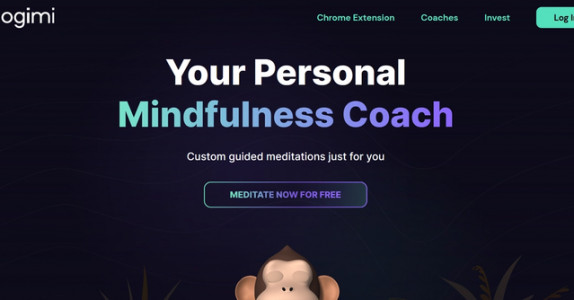 ogimi
Chrome Extension Coaches Invest Log
Your Personal
Mindfulness Coach
Custom guided meditations just for you
MEDITATE NOW FOR FREE